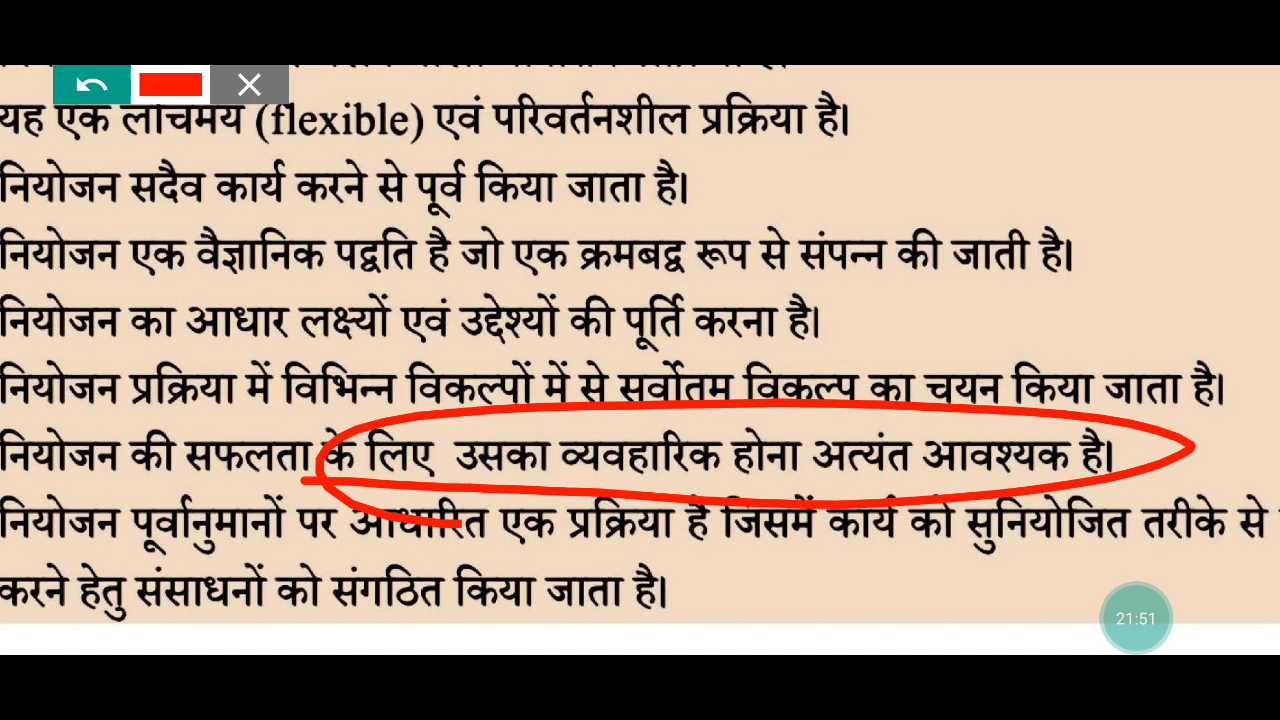 यह एक लोचमय (flexible) एवं परिवर्तनशील प्रक्रिया है।
नियोजन सदैव कार्य करने से पूर्व किया जाता है।
नियोजन एक वैज्ञानिक पद्वति है जो एक क्रमबद्व रूप से संपन्न की जाती है।
नियोजन का आधार लक्ष्यों एवं उद्देश्यों की पूर्ति करना है।
नियोजन प्रक्रिया में विभिन्न विकल्पों में से सर्वोतम विकल्प का चयन किया जाता है।
नियोजन की सफलता के लिए उसका व्यवहारिक होना अत्यंत आवश्यक है।
नियोजन पूर्वानुमानों पर आधारित एक प्रक्रिया है जिसमें कार्य को सुनियोजित तरीके से
करने हेतु संसाधनों को संगठित किया जाता है।
21:51